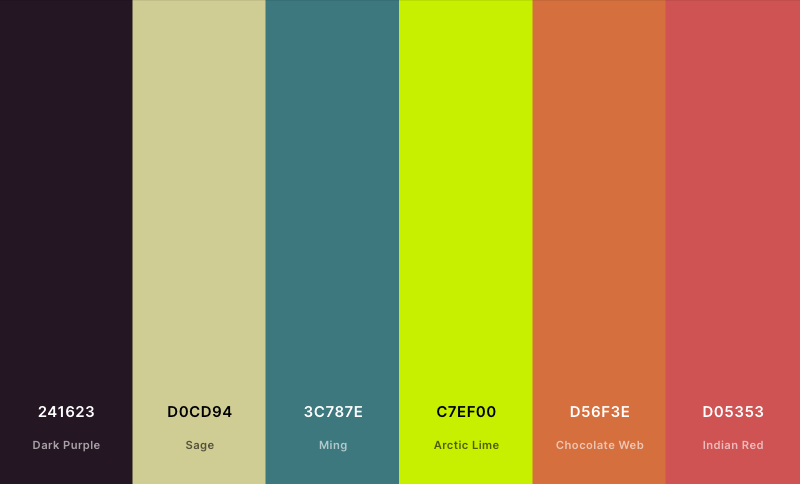 241623 D0CD94 3C787E C7EF00 D56F3E D05353
Dark Purple Sage Ming Arctic Lime Chocolate Web Indian Red